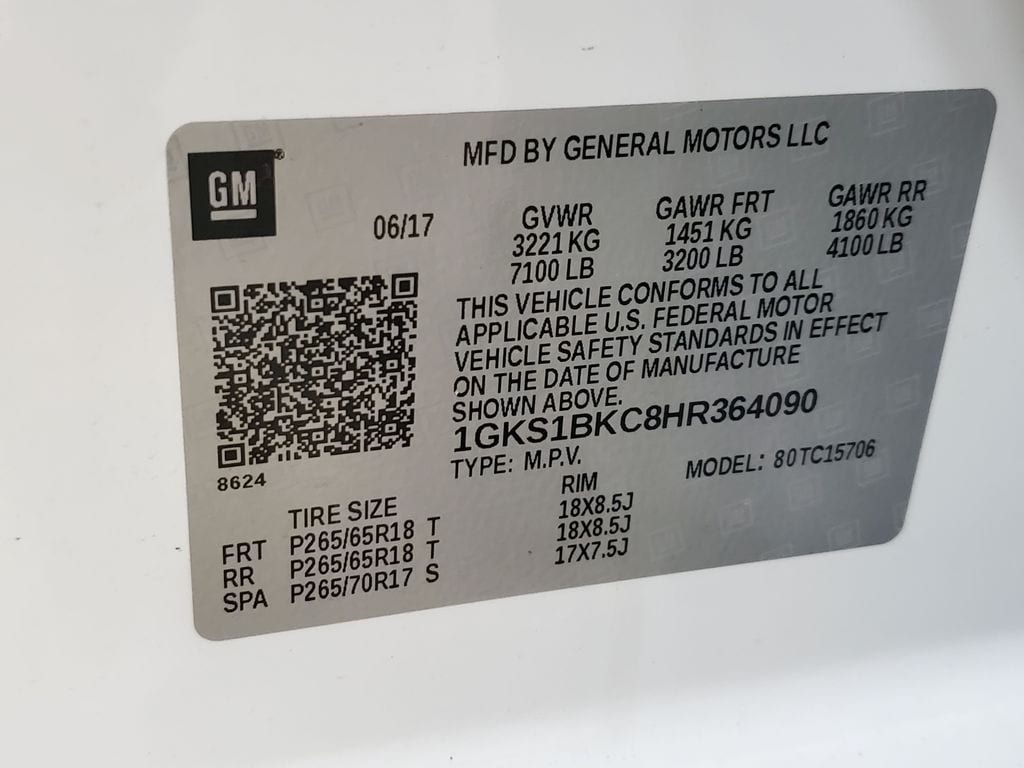 GM
MFD BY GENERAL MOTORS LLC
06/17
GVWR GAWR FRT GAWR RR
3221 KG 1451 KG 1860 KG
7100 LB 3200 LB 4100 LB
THIS VEHICLE CONFORMS TO ALL
APPLICABLE U.S. FEDERAL MOTOR
VEHICLE SAFETY STANDARDS IN EFFECT
ON THE DATE OF MANUFACTURE
SHOWN ABOVE.
1GKS1BKC8HR364090
TYPE: M.P.V. MODEL: 80TC15706
8624
TIRE SIZE RIM
FRT P265/65R18 T 18X8.5J
RR P265/65R18 T 18X8.5J
SPA P265/70R17 S 17X7.5J